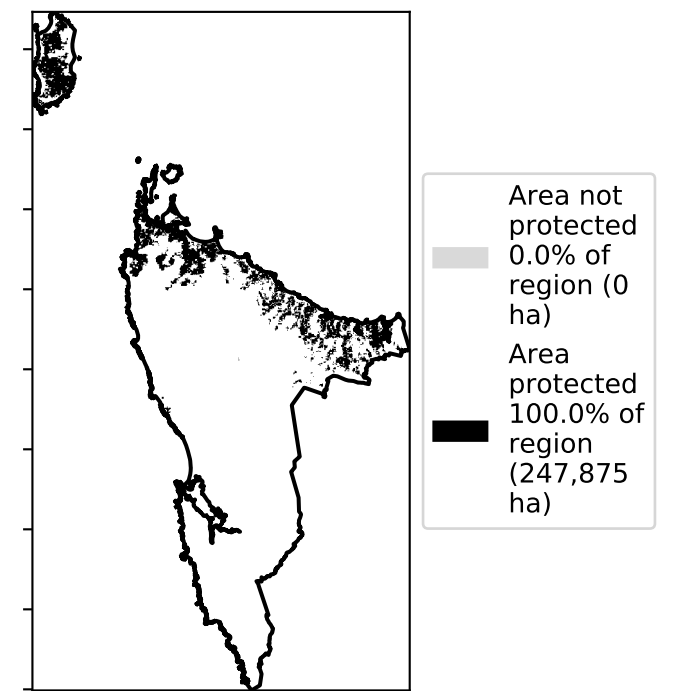 Area not
protected
0.0% of
region (0
ha)
Area
protected
100.0% of
region
(247,875
ha)